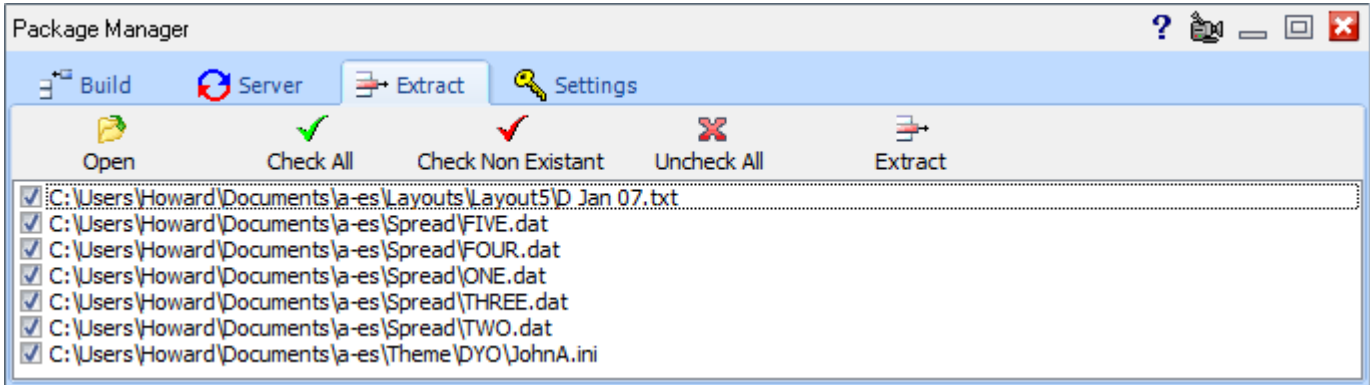 Package Manager
Build Server Extract Settings
Open Check All Check Non Existant Uncheck All Extract
C:\Users\Howard\Documents\a-es\Layouts\Layout5\D Jan 07.txt
C:\Users\Howard\Documents\a-es\Spread\FIVE.dat
C:\Users\Howard\Documents\a-es\Spread\FOUR.dat
C:\Users\Howard\Documents\a-es\Spread\ONE.dat
C:\Users\Howard\Documents\a-es\Spread\THREE.dat
C:\Users\Howard\Documents\a-es\Spread\TWO.dat
C:\Users\Howard\Documents\a-es\Theme\DYO\JohnA.ini